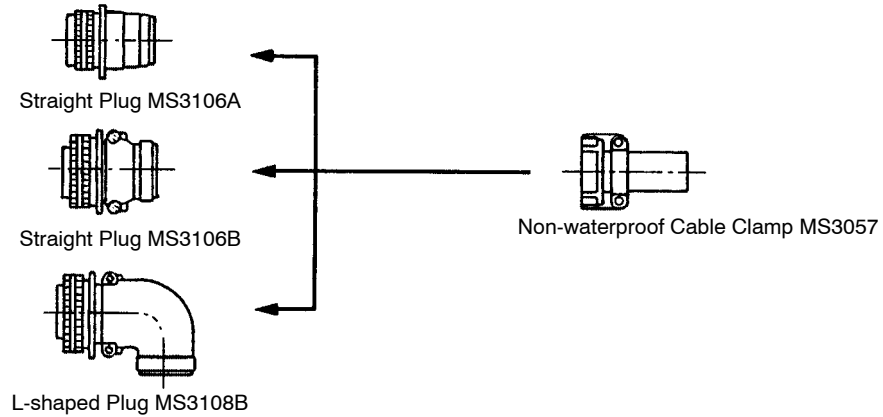 Straight Plug MS3106A
Straight Plug MS3106B
Non-waterproof Cable Clamp MS3057
L-shaped Plug MS3108B